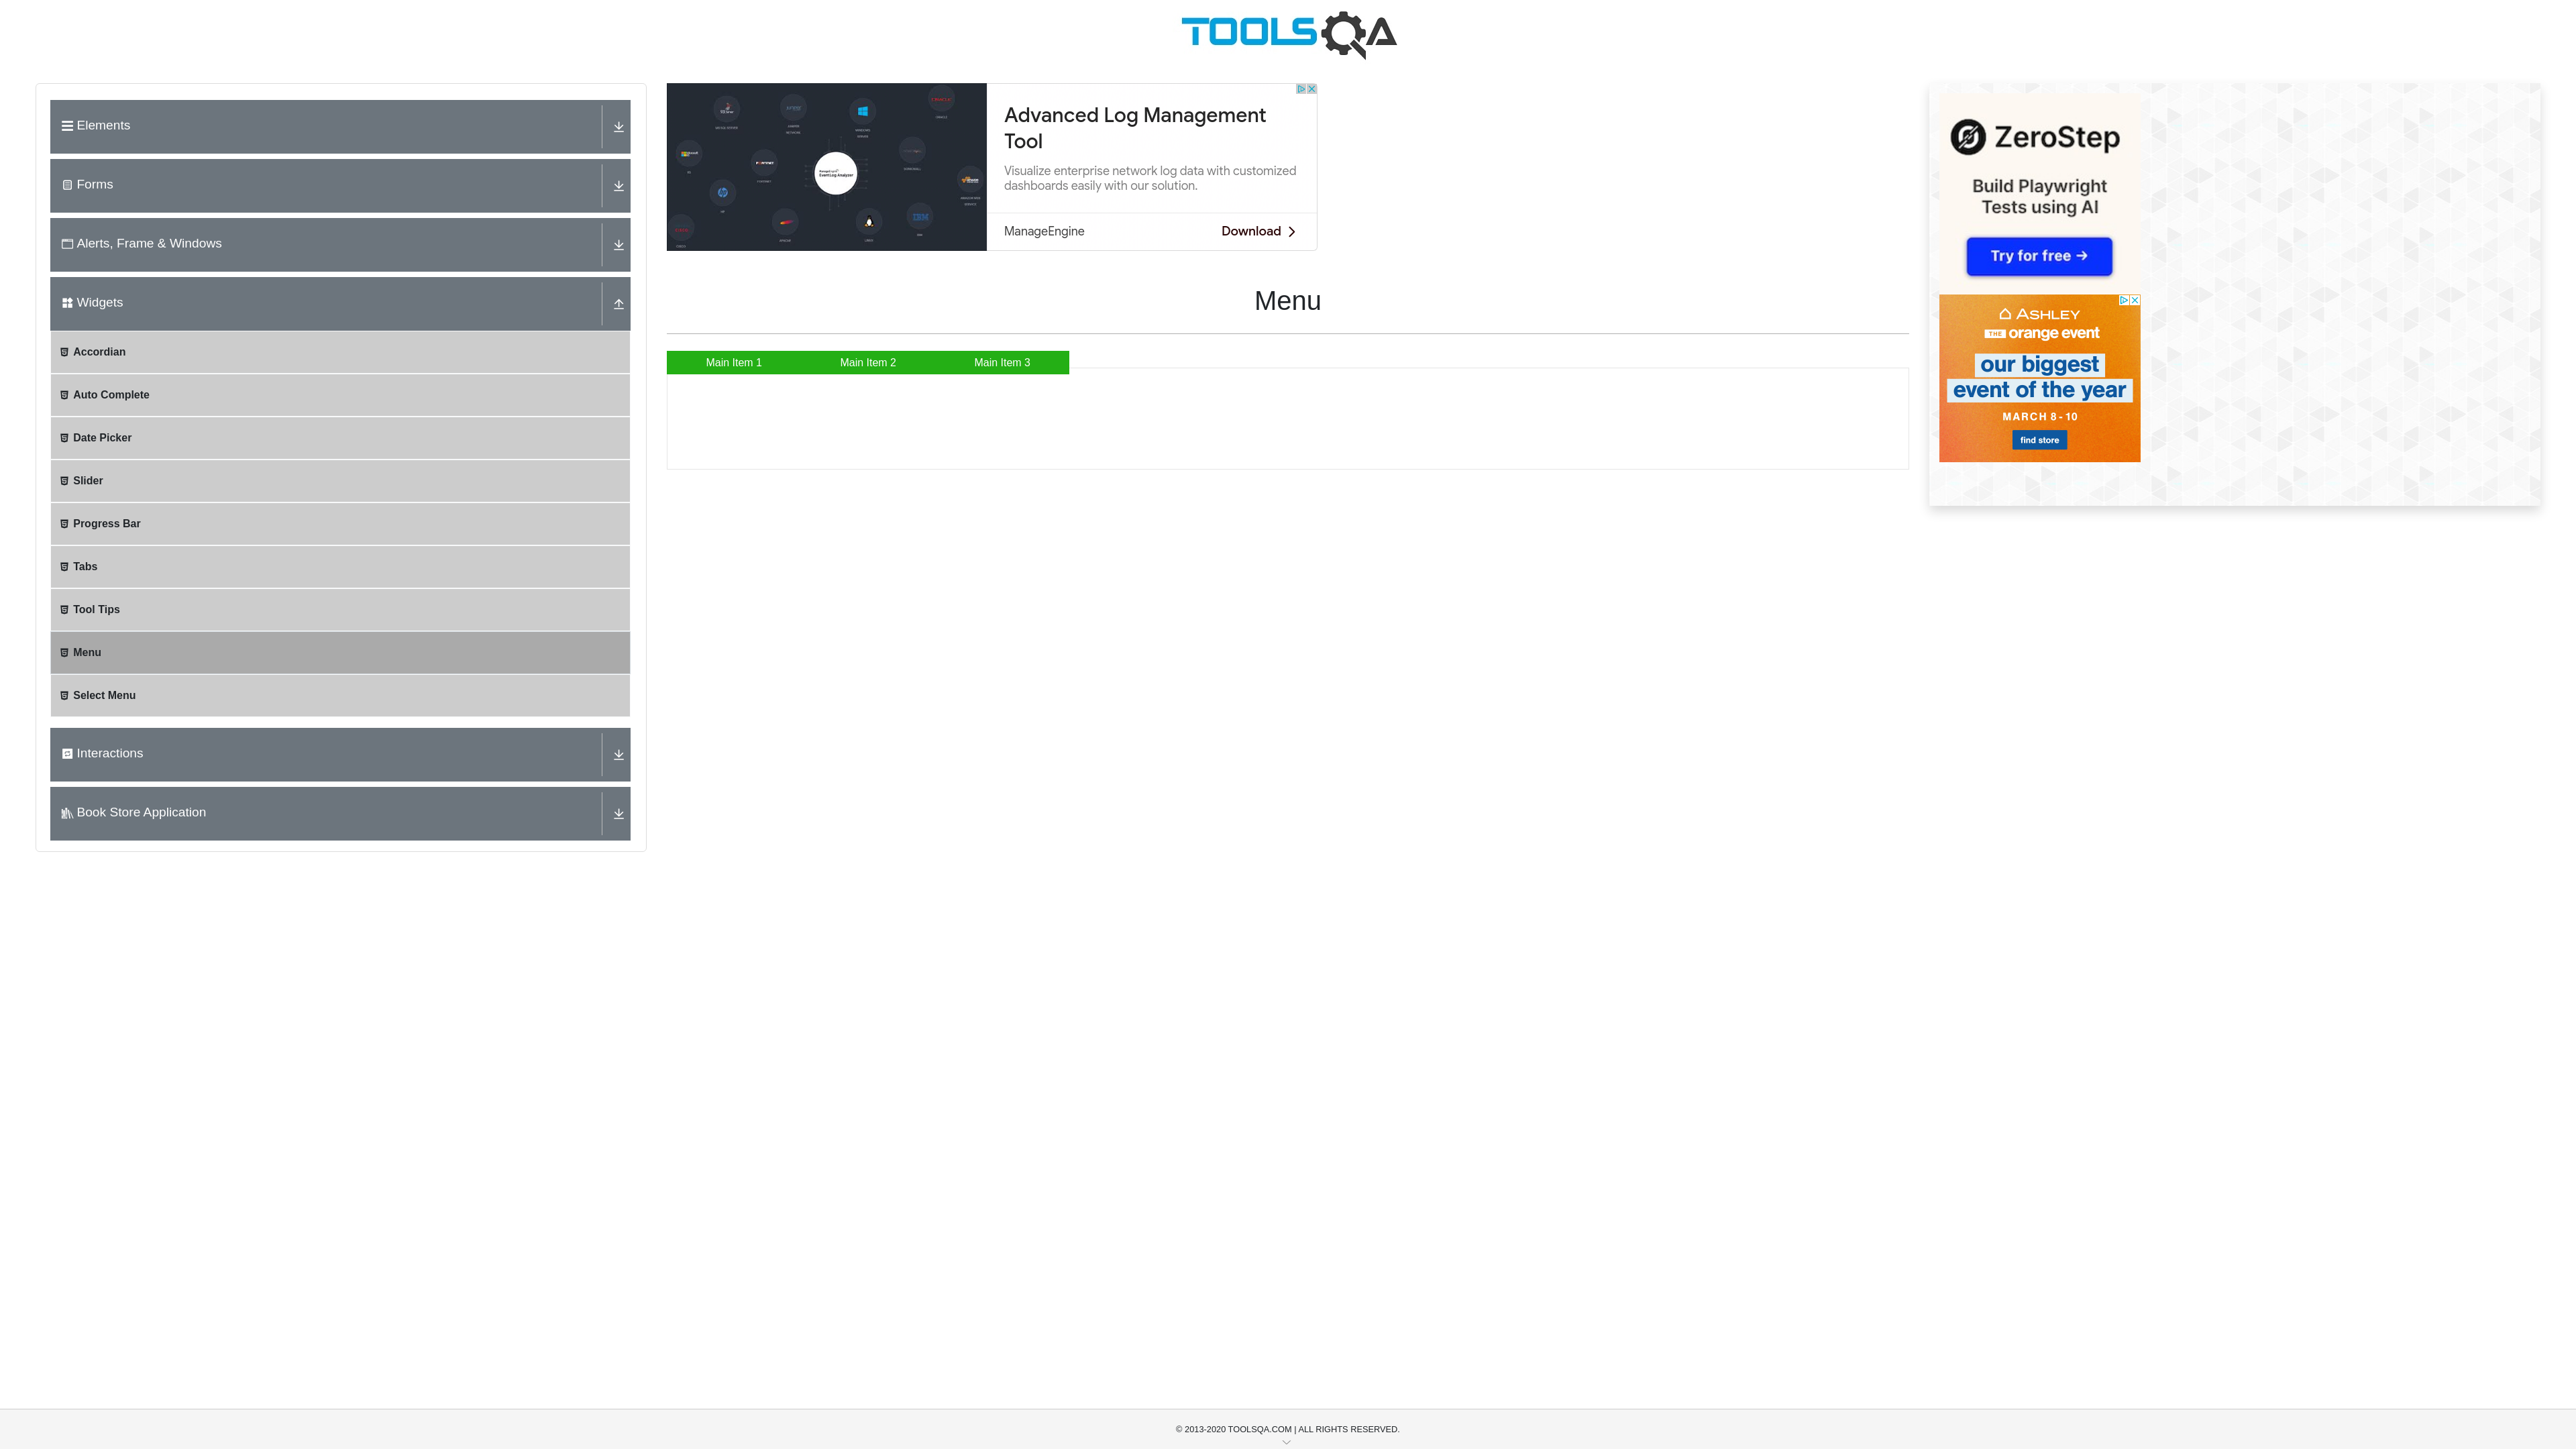 TOOLSQA
Elements
Forms
Alerts, Frame & Windows
Widgets
Accordian
Auto Complete
Date Picker
Slider
Progress Bar
Tabs
Tool Tips
Menu
Select Menu
Interactions
Book Store Application
EventLog Analyzer
IBM
Advanced Log Management
Tool
Visualize enterprise network log data with customized
dashboards easily with our solution.
ManageEngine
Download
Menu
Main Item 1
Main Item 2
Main Item 3
ZeroStep
Build Playwright
Tests using AI
Try for free →
ASHLEY
THE orange event
our biggest
event of the year
MARCH 8-10
find store
© 2013-2020 TOOLSQA.COM | ALL RIGHTS RESERVED.